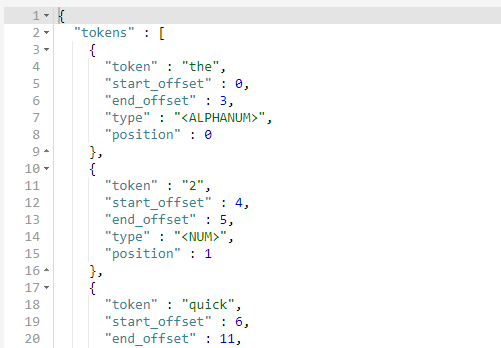 1 {
2 "tokens" : [
3 {
4 "token" : "the",
5 "start_offset" : 0,
6 "end_offset" : 3,
7 "type" : "<ALPHANUM>",
8 "position" : 0
9 },
10 {
11 "token" : "2",
12 "start_offset" : 4,
13 "end_offset" : 5,
14 "type" : "<NUM>",
15 "position" : 1
16 },
17 {
18 "token" : "quick",
19 "start_offset" : 6,
20 "end_offset" : 11,